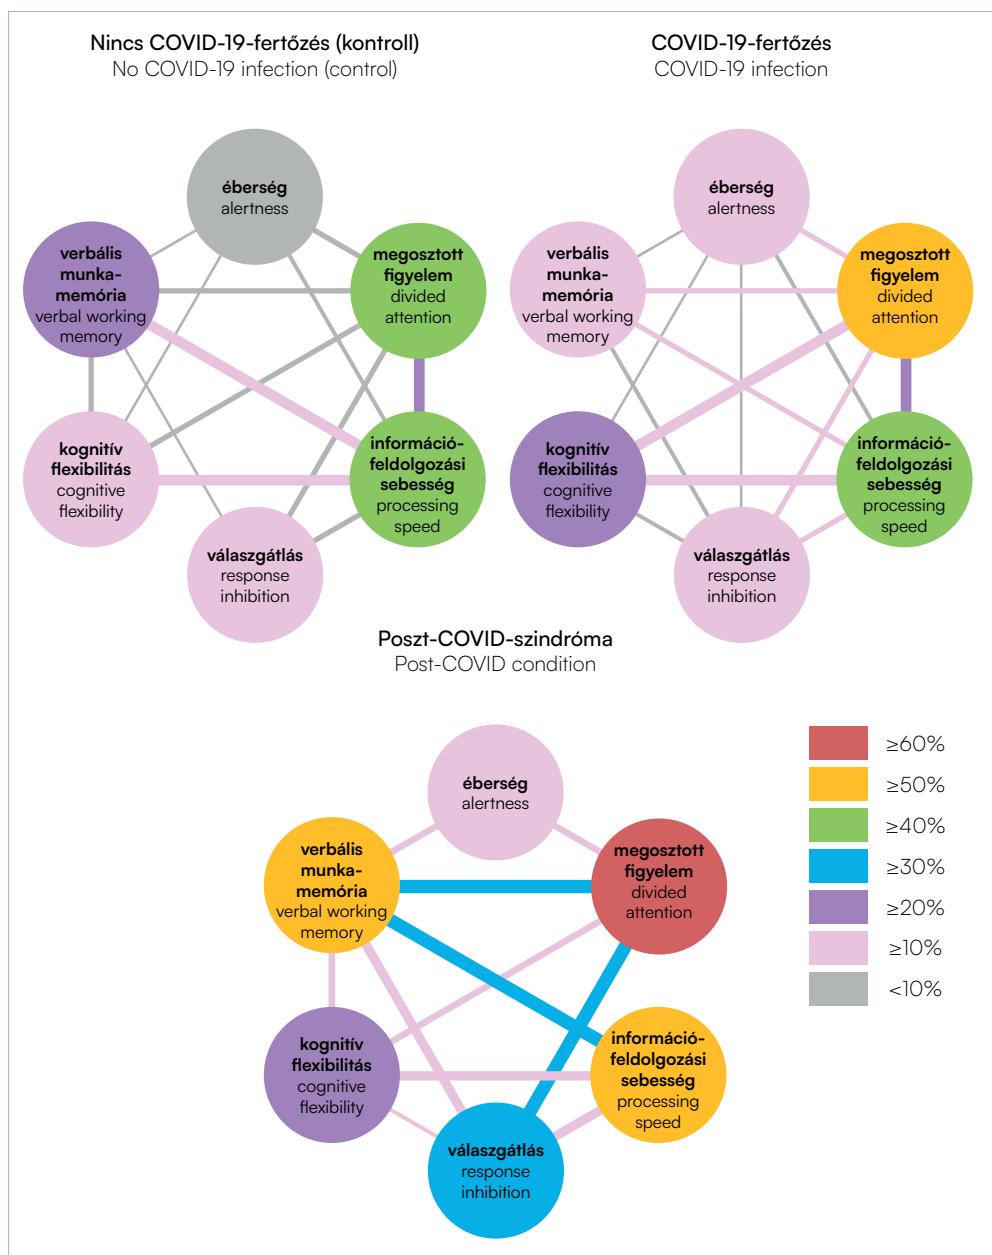 Nincs COVID-19-fertőzés (kontroll)
No COVID-19 infection (control)
éberség
alertness
verbális
munka-
memória
verbal working
memory
megosztott
figyelem
divided
attention
kognitív
flexibilitás
cognitive
flexibility
információ-
feldolgozási
sebesség
processing
speed
válaszgátlás
response
inhibition
COVID-19-fertőzés
COVID-19 infection
éberség
alertness
verbális
munka-
memória
verbal working
memory
megosztott
figyelem
divided
attention
kognitív
flexibilitás
cognitive
flexibility
információ-
feldolgozási
sebesség
processing
speed
válaszgátlás
response
inhibition
Poszt-COVID-szindróma
Post-COVID condition
éberség
alertness
verbális
munka-
memória
verbal working
memory
megosztott
figyelem
divided
attention
kognitív
flexibilitás
cognitive
flexibility
információ-
feldolgozási
sebesség
processing
speed
válaszgátlás
response
inhibition
≥60%
≥50%
≥40%
≥30%
≥20%
≥10%
<10%